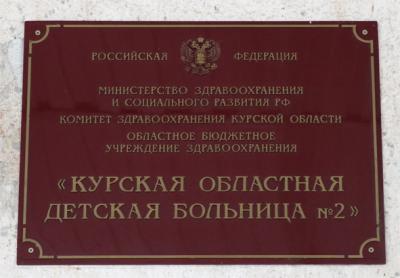 РОССИЙСКАЯ ФЕДЕРАЦИЯ
МИНИСТЕРСТВО ЗДРАВООХРАНЕНИЯ
И СОЦИАЛЬНОГО РАЗВИТИЯ РФ
КОМИТЕТ ЗДРАВООХРАНЕНИЯ КУРСКОЙ ОБЛАСТИ
ОБЛАСТНОЕ БЮДЖЕТНОЕ
УЧРЕЖДЕНИЕ ЗДРАВООХРАНЕНИЯ
«КУРСКАЯ ОБЛАСТНАЯ
ДЕТСКАЯ БОЛЬНИЦА №2»